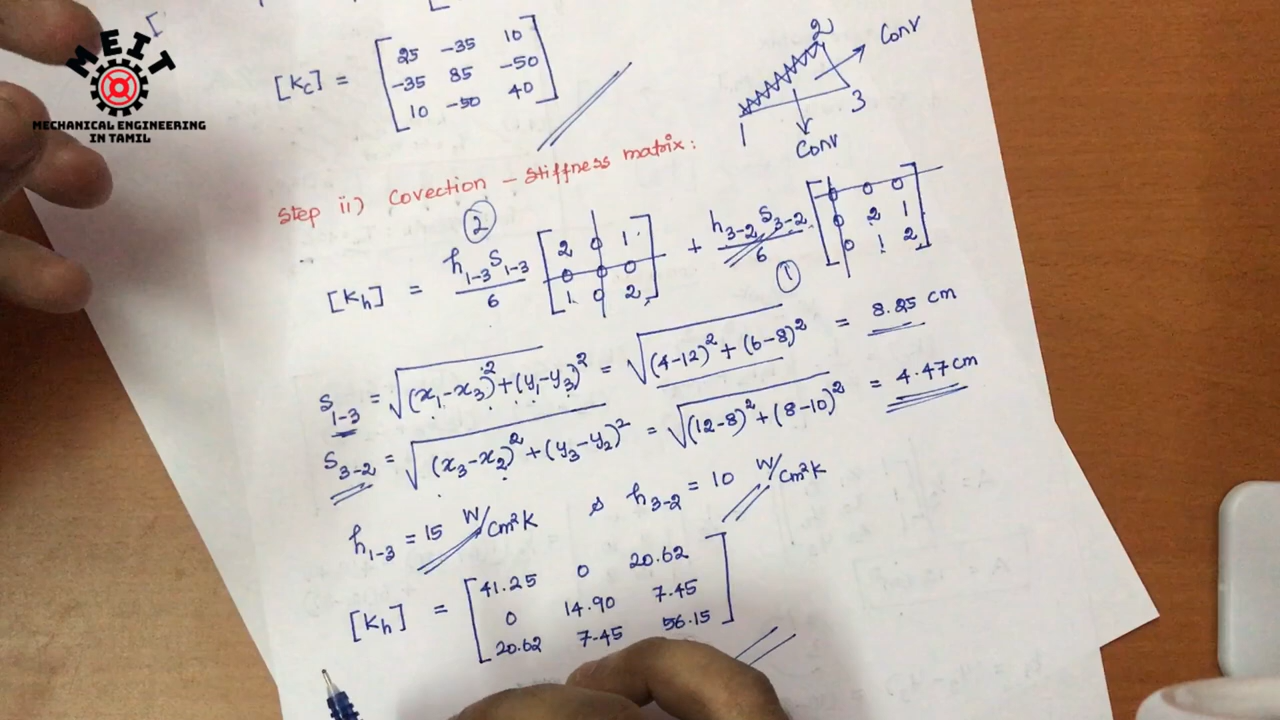 MEIT
MECHANICAL ENGINEERING
IN TAMIL
[Kc] = [25 -35 10
-35 85 -50
10 -50 40]
2
Conv
1
3
Conv
Step ii) Covection - Stiffness matrix:
②
[Kh] = h1-3 S1-3 / 6 [2 0 1
0 0 0
1 0 2] + h3-2 S3-2 / 6 [0 0 0
0 2 1
0 1 2]
①
S1-3 = √(x1-x3)² + (y1-y3)² = √(4-12)² + (6-8)² = 8.25 cm
S3-2 = √(x3-x2)² + (y3-y2)² = √(12-8)² + (8-10)² = 4.47 cm
h1-3 = 15 W/cm²K & h3-2 = 10 W/cm²K
[Kh] = [41.25 0 20.62
0 14.90 7.45
20.62 7.45 56.15]